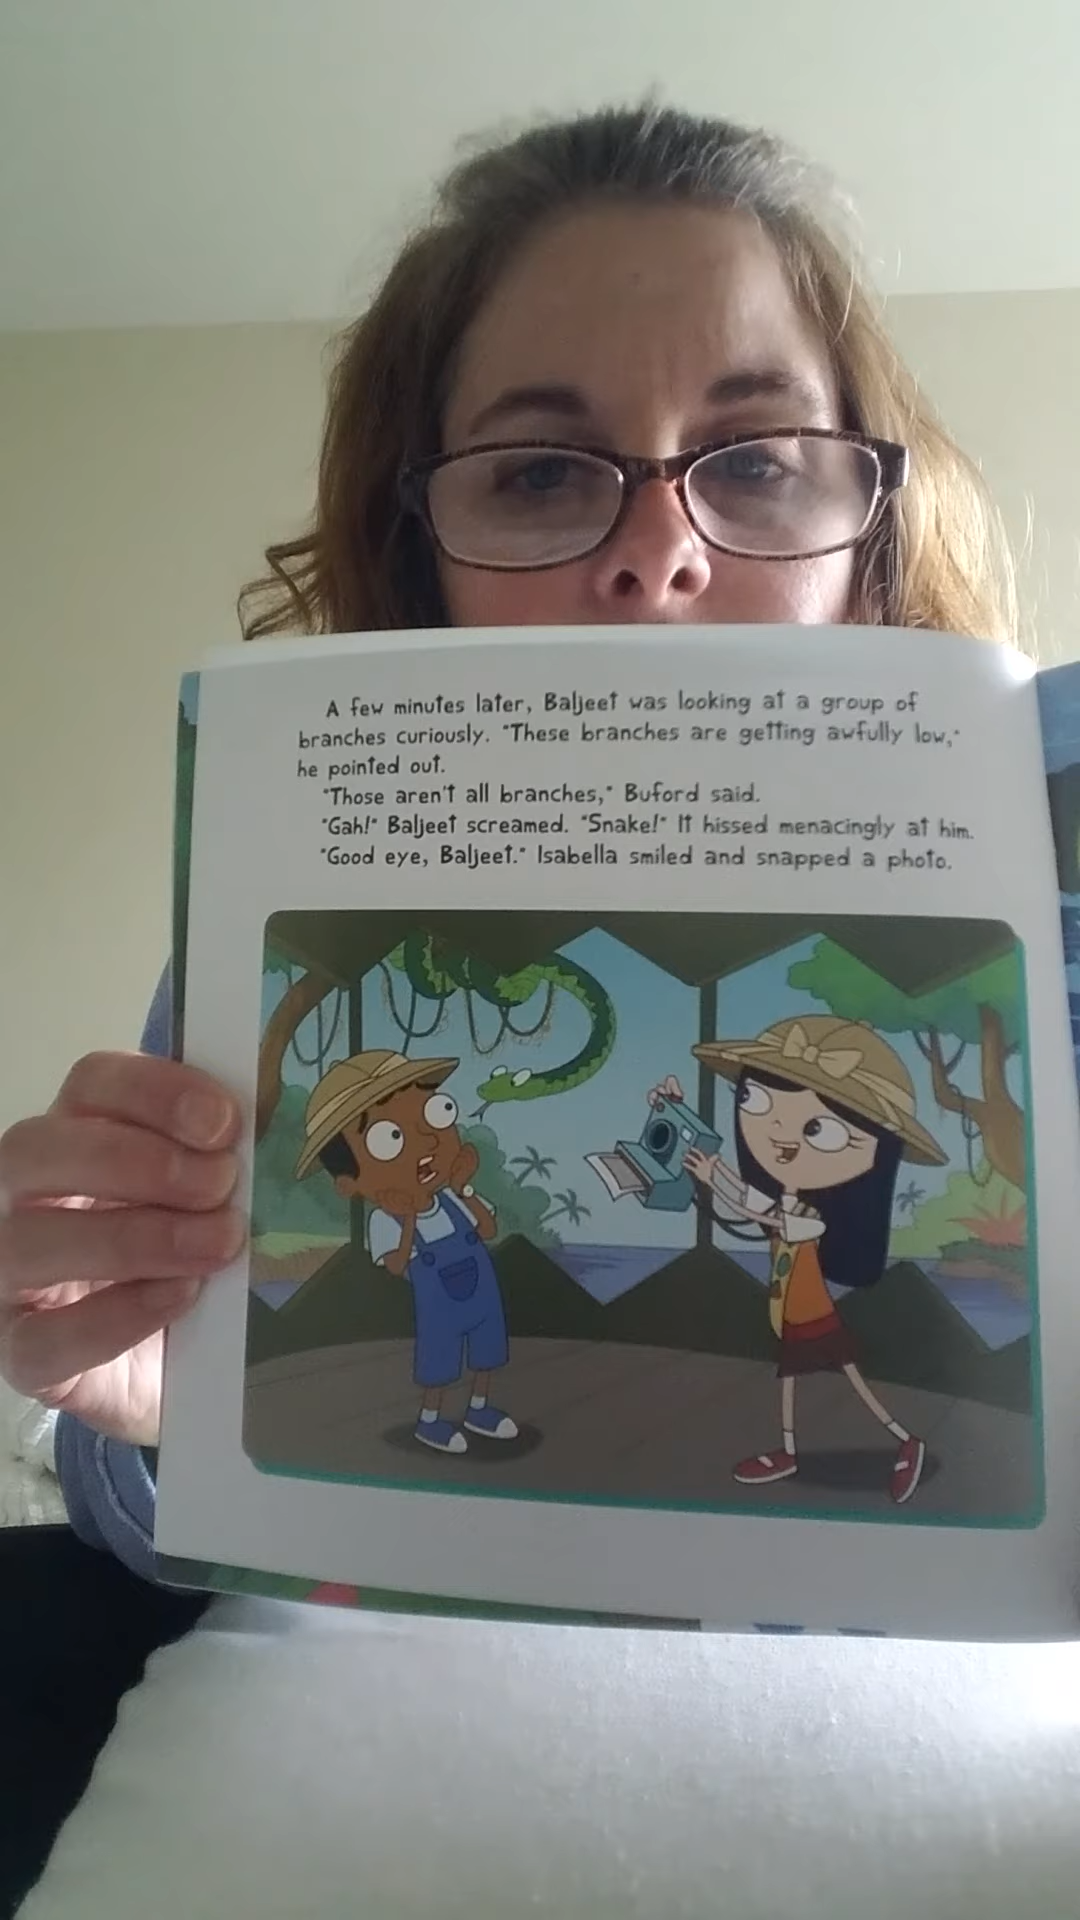 A few minutes later, Baljeet was looking at a group of
branches curiously. "These branches are getting awfully low,"
he pointed out.
"Those aren't all branches," Buford said.
"Gah!" Baljeet screamed. "Snake!" It hissed menacingly at him.
"Good eye, Baljeet." Isabella smiled and snapped a photo.